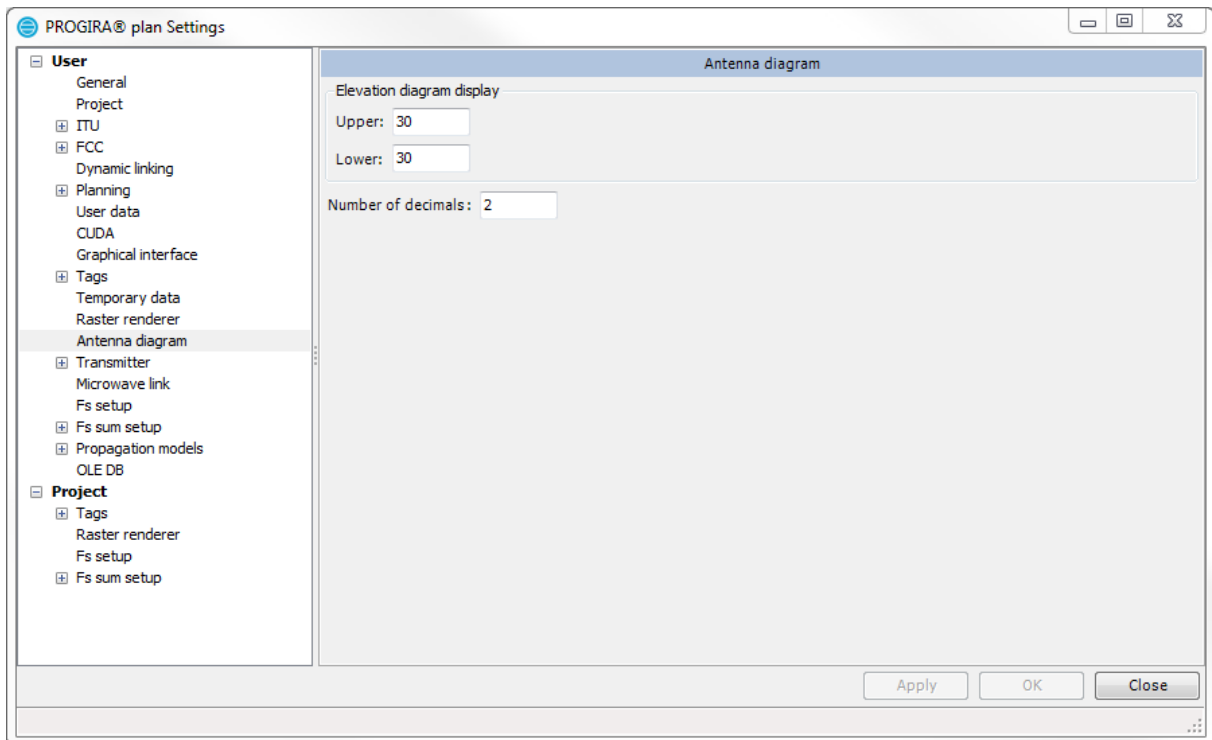 PROGIRA® plan Settings
User
General
Project
ITU
FCC
Dynamic linking
Planning
User data
CUDA
Graphical interface
Tags
Temporary data
Raster renderer
Antenna diagram
Transmitter
Microwave link
Fs setup
Fs sum setup
Propagation models
OLE DB
Project
Tags
Raster renderer
Fs setup
Fs sum setup
Antenna diagram
Elevation diagram display
Upper: 30
Lower: 30
Number of decimals: 2
Apply OK Close